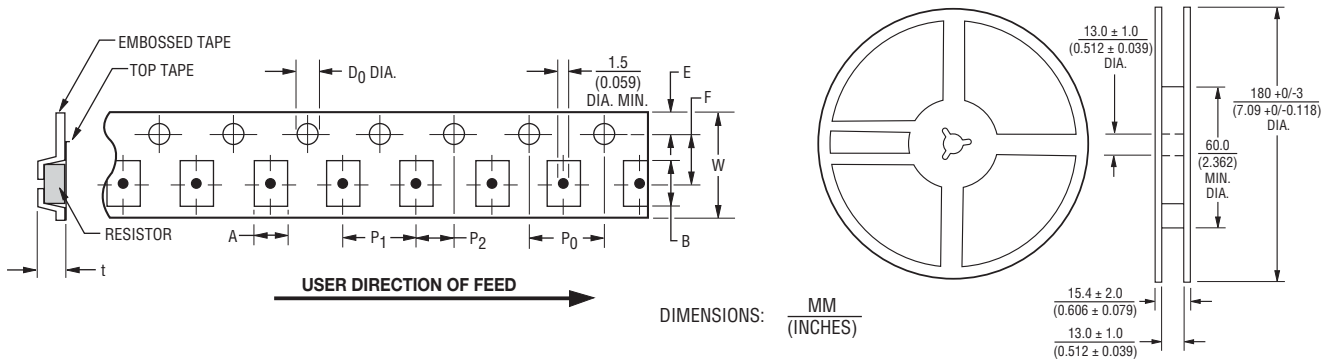 EMBOSSED TAPE
TOP TAPE
D0 DIA.
1.5
(0.059)
DIA. MIN.
E
F
W
RESISTOR
A
P1
P2
P0
B
t
USER DIRECTION OF FEED
DIMENSIONS:
MM
(INCHES)
13.0 ± 1.0
(0.512 ± 0.039)
DIA.
180 +0/-3
(7.09 +0/-0.118)
DIA.
60.0
(2.362)
MIN.
DIA.
15.4 ± 2.0
(0.606 ± 0.079)
13.0 ± 1.0
(0.512 ± 0.039)